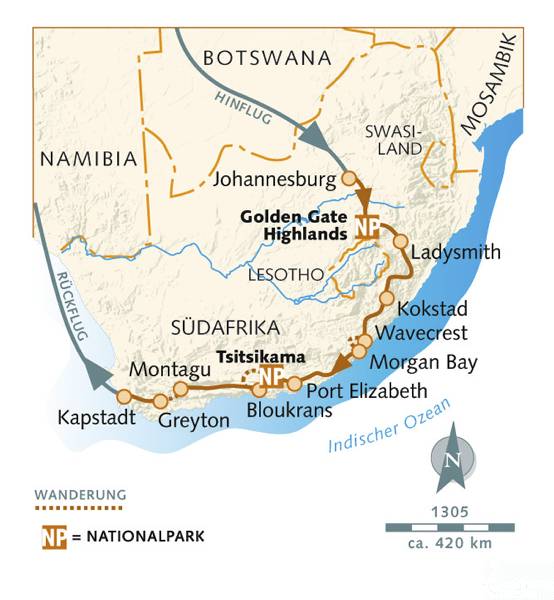 BOTSWANA
MOSAMBIK
HINFLUG
SWASI-
LAND
NAMIBIA
Johannesburg
Golden Gate
Highlands
NP
Ladysmith
LESOTHO
RÜCKFLUG
Kokstad
SÜDAFRIKA
Wavecrest
Tsitsikama
NP
Morgan Bay
Montagu
Port Elizabeth
Kapstadt
Greyton
Bloukrans
Indischer Ozean
N
WANDERUNG
1305
NP = NATIONALPARK
ca. 420 km